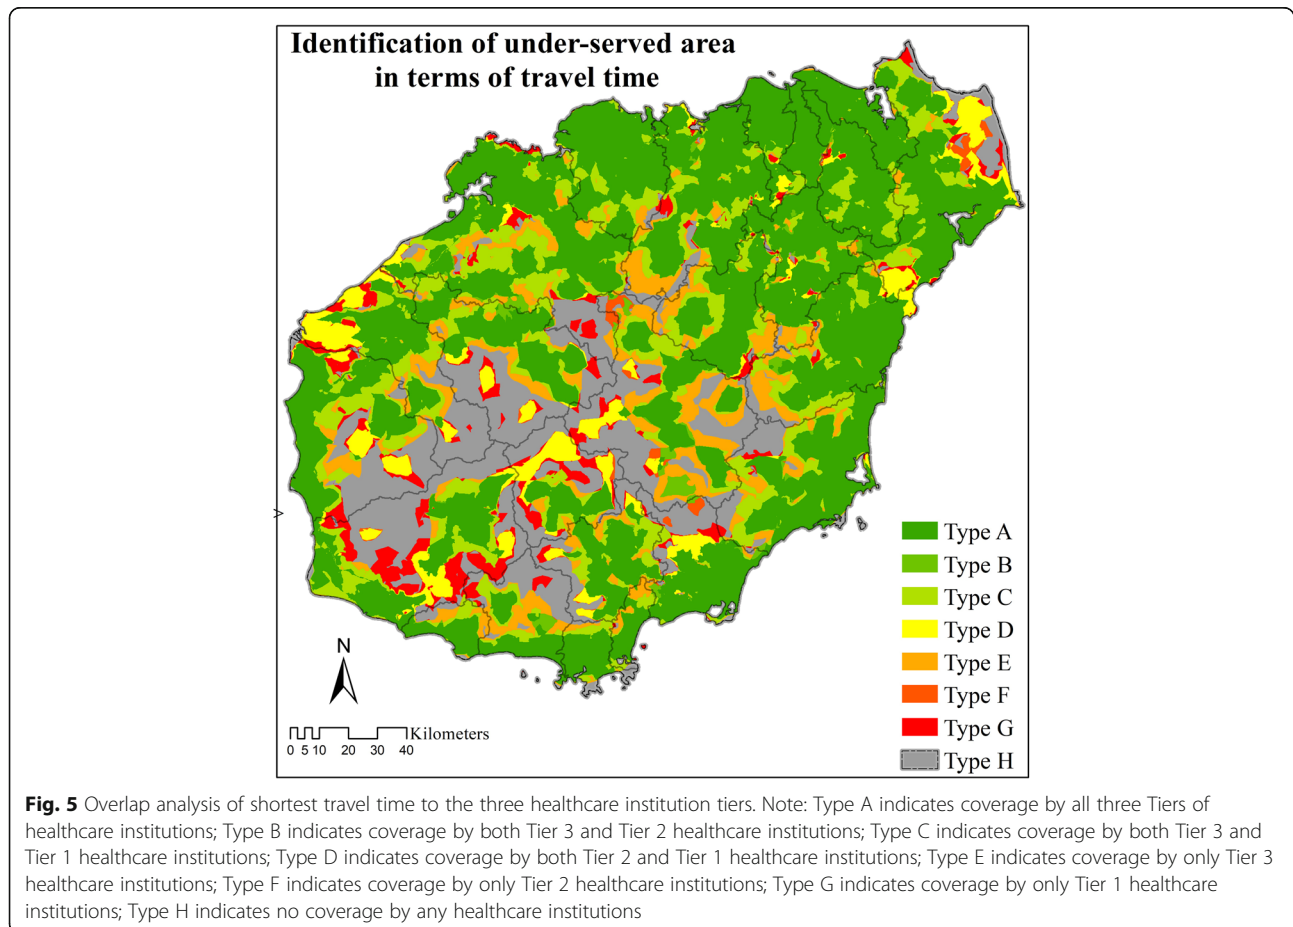 Identification of under-served area
in terms of travel time
Type A
Type B
Type C
Type D
Type E
Type F
Type G
Type H
N
Kilometers
0 5 10 20 30 40
Fig. 5 Overlap analysis of shortest travel time to the three healthcare institution tiers. Note: Type A indicates coverage by all three Tiers of
healthcare institutions; Type B indicates coverage by both Tier 3 and Tier 2 healthcare institutions; Type C indicates coverage by both Tier 3 and
Tier 1 healthcare institutions; Type D indicates coverage by both Tier 2 and Tier 1 healthcare institutions; Type E indicates coverage by only Tier 3
healthcare institutions; Type F indicates coverage by only Tier 2 healthcare institutions; Type G indicates coverage by only Tier 1 healthcare
institutions; Type H indicates no coverage by any healthcare institutions